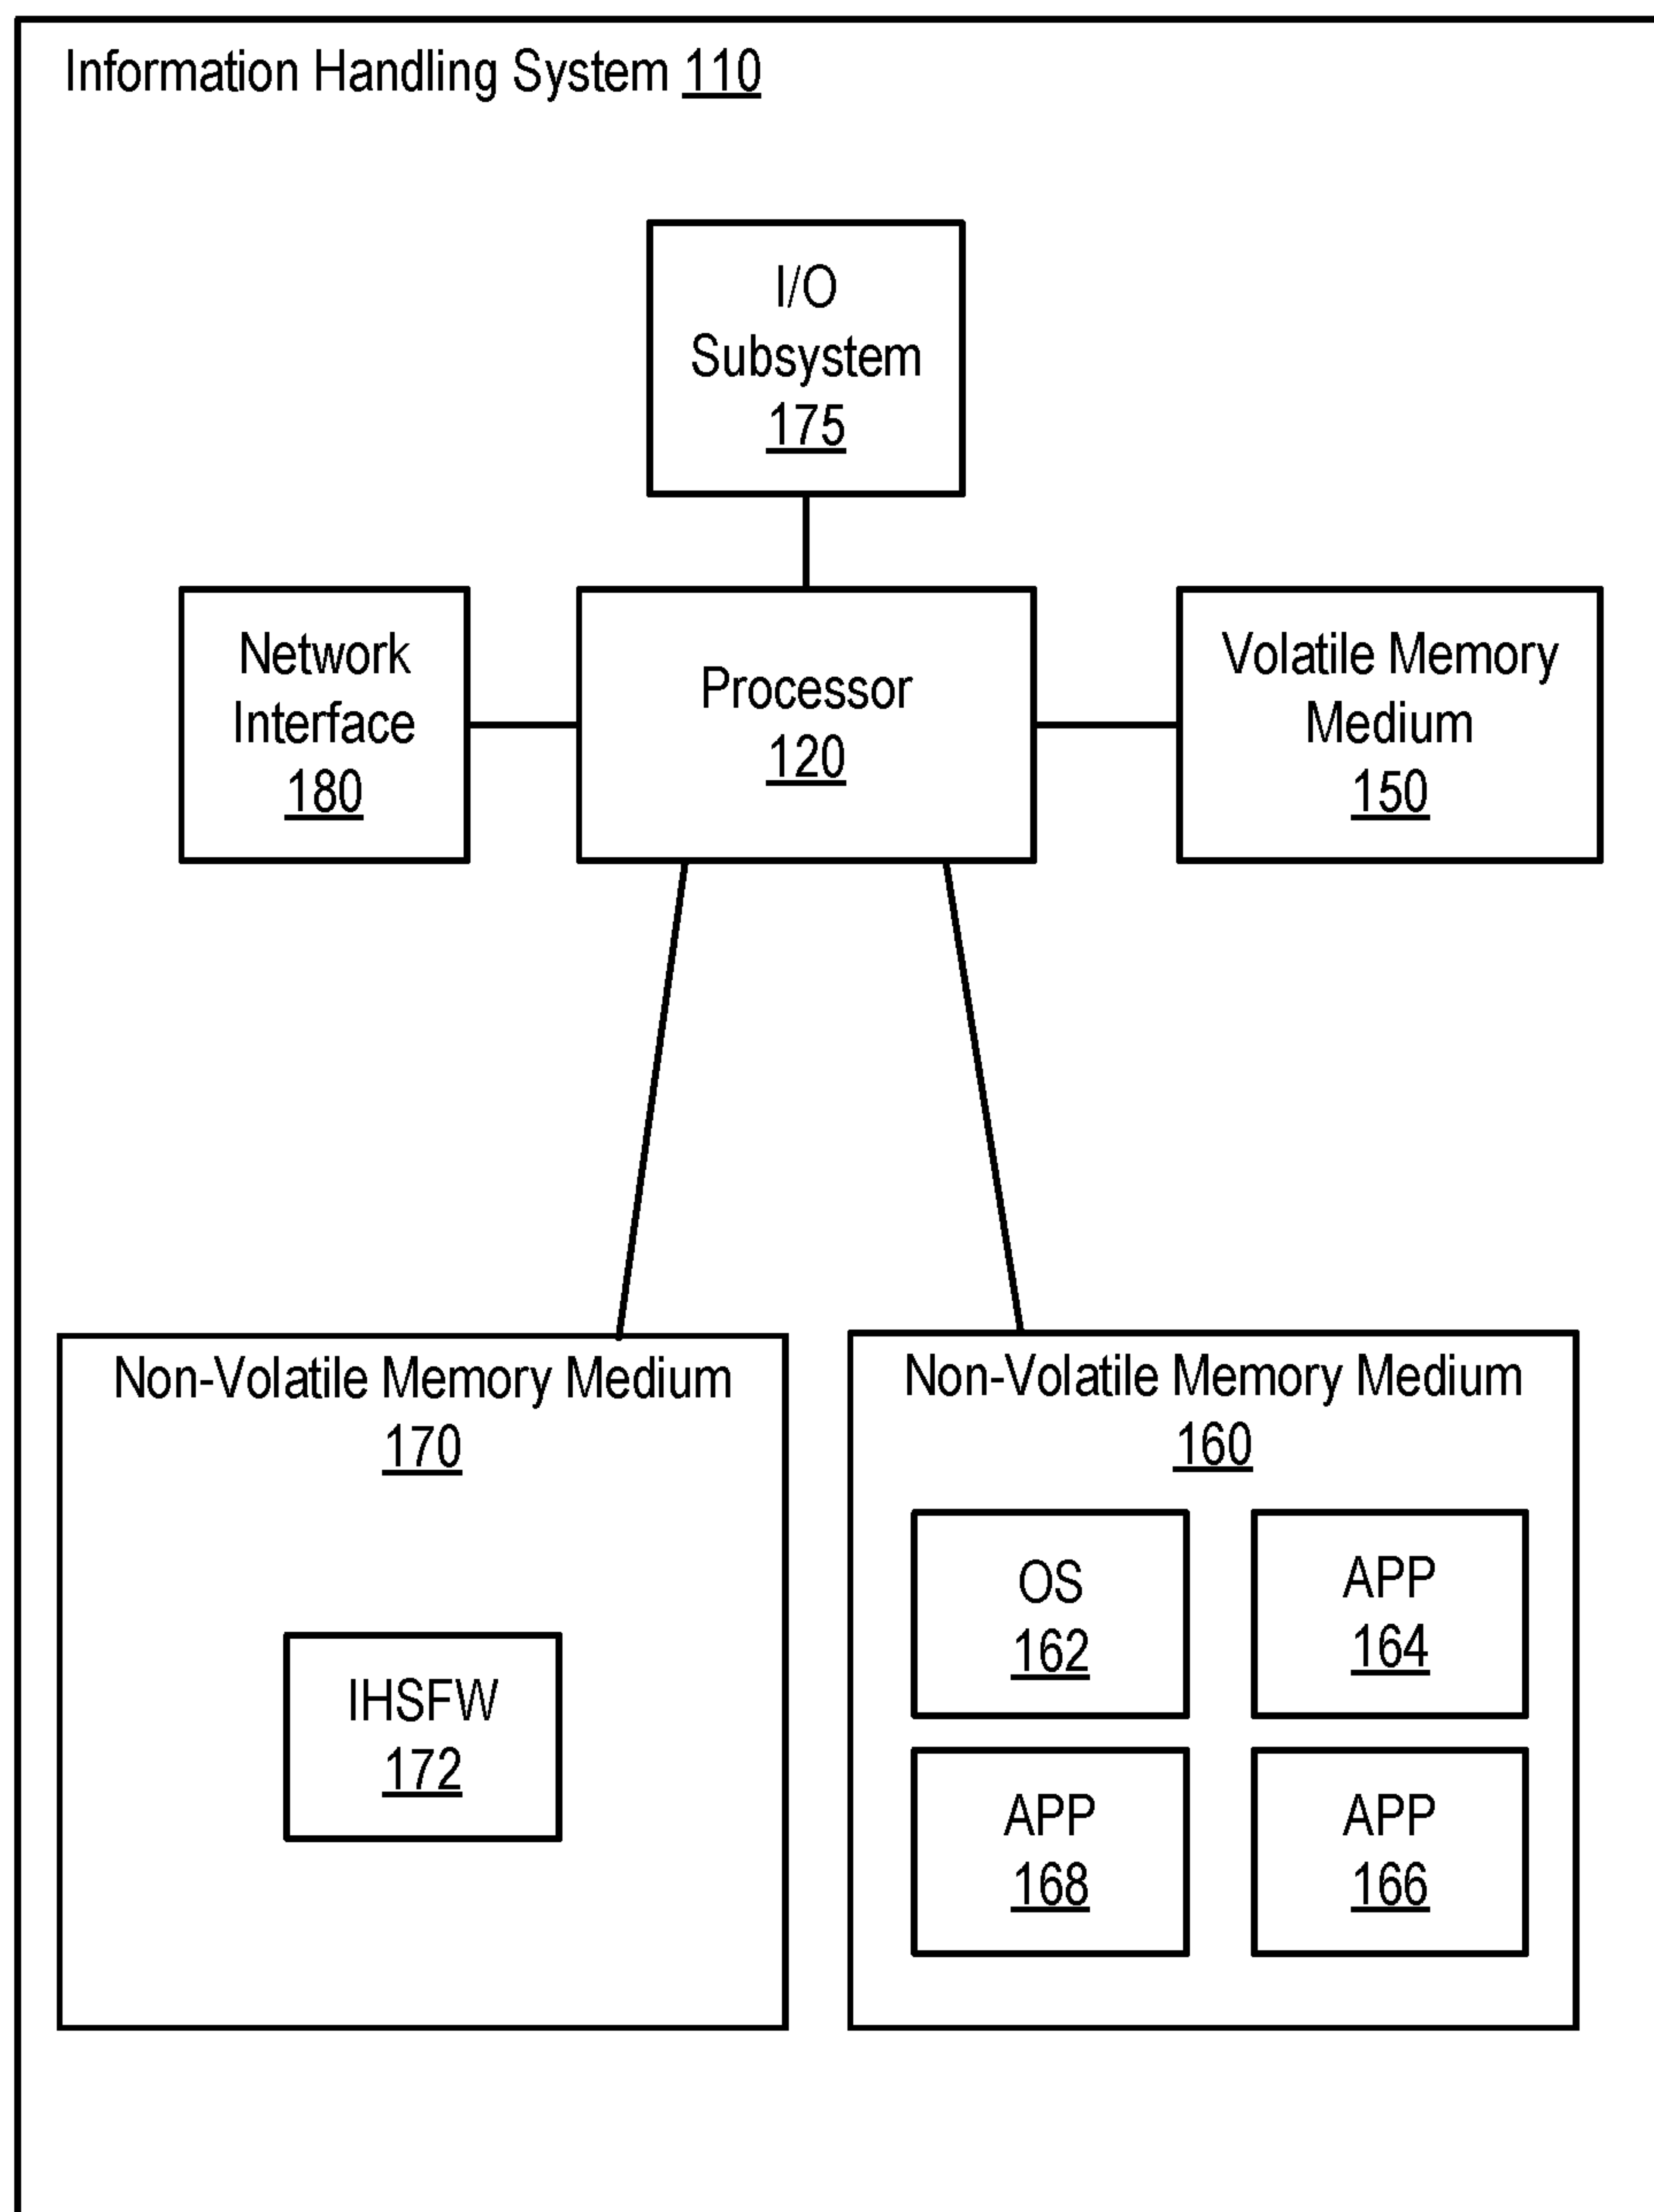 Information Handling System 110
I/O
Subsystem
175
Network
Interface
180
Processor
120
Volatile Memory
Medium
150
Non-Volatile Memory Medium
170
IHSFW
172
Non-Volatile Memory Medium
160
OS
162
APP
164
APP
168
APP
166